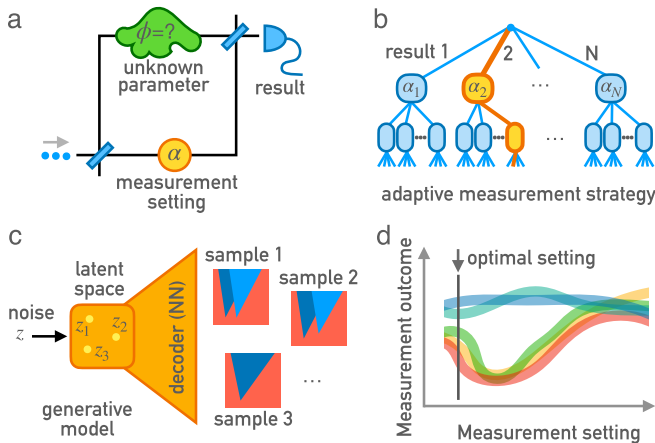 a
ϕ=?
unknown
parameter
result
α
measurement
setting
b
result 1
2
N
α1
α2
...
αN
...
adaptive measurement strategy
c
latent
space
noise
z
z1
z2
z3
generative
model
decoder (NN)
sample 1
sample 2
sample 3
...
d
optimal setting
Measurement outcome
Measurement setting